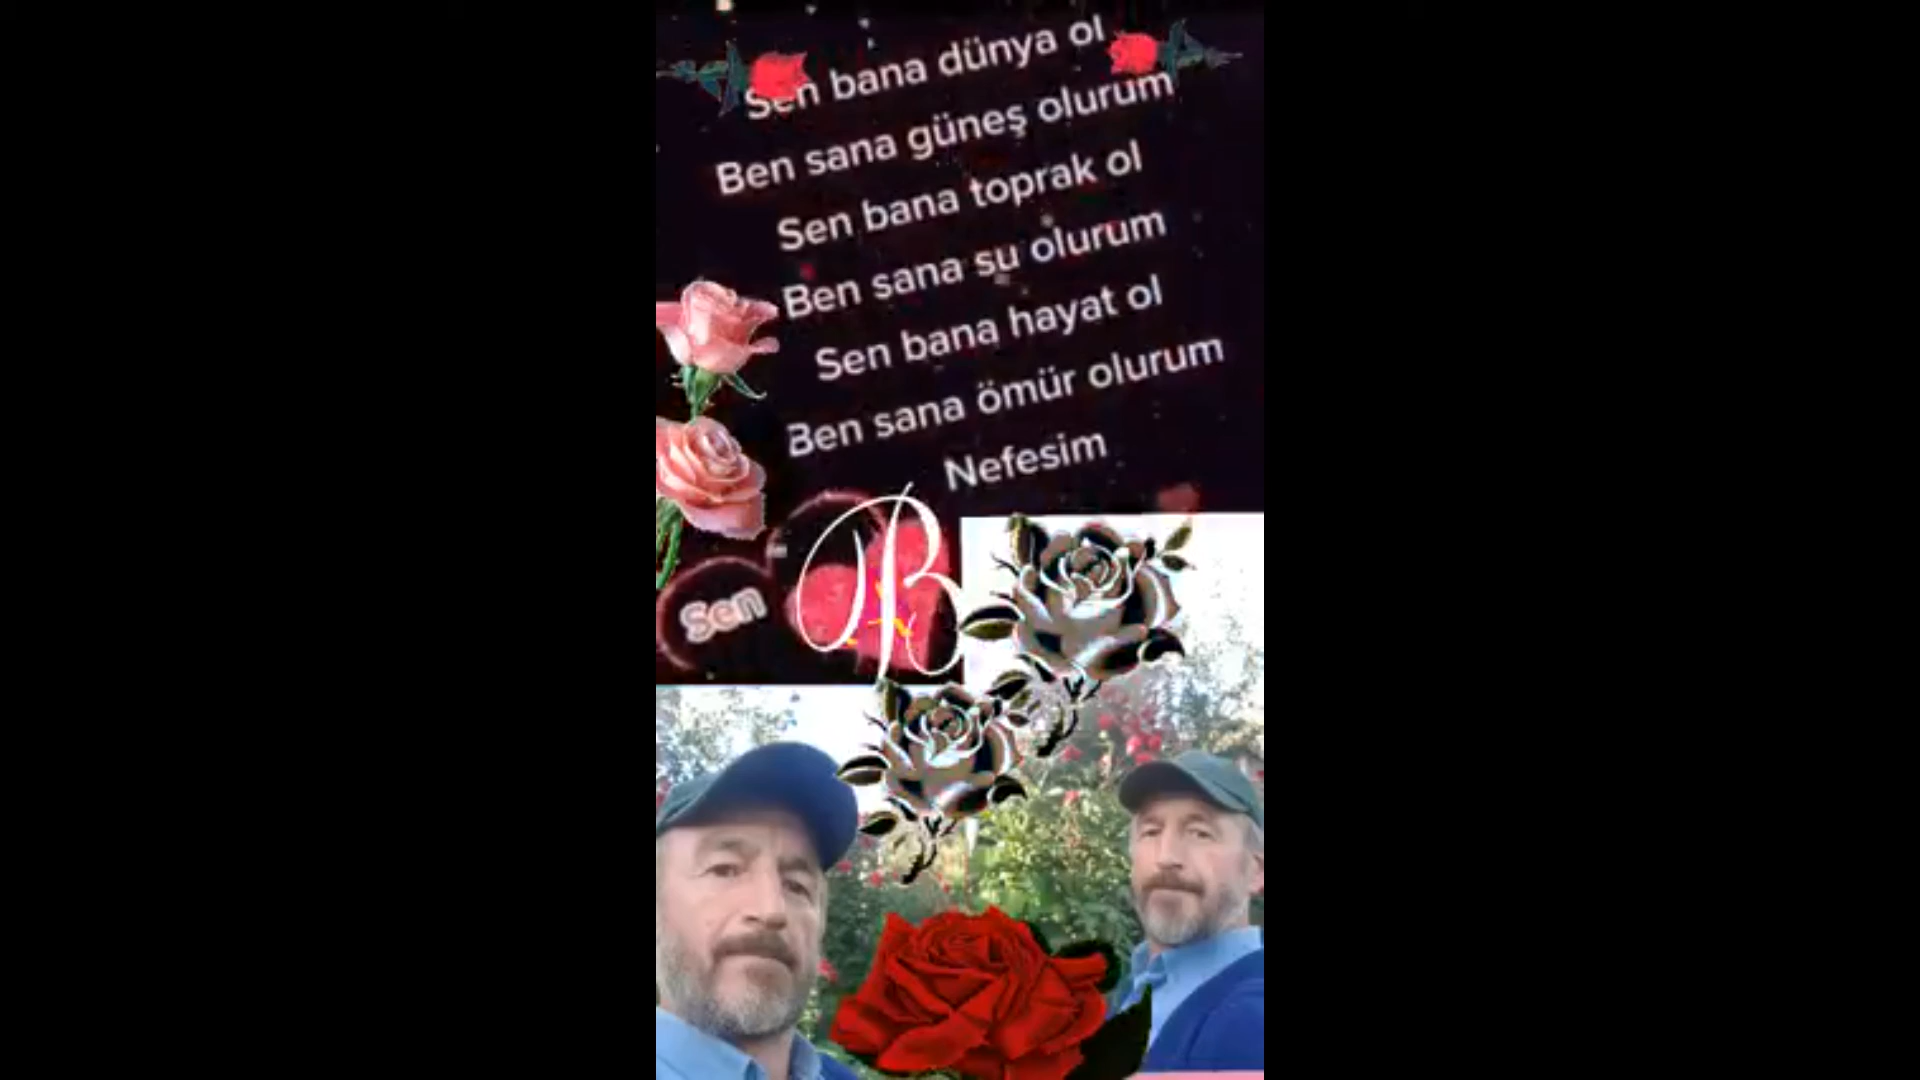 Sen bana dünya ol
Ben sana güneş olurum
Sen bana toprak ol
Ben sana su olurum
Sen bana hayat ol
Ben sana ömür olurum
Nefesim
B
Sen